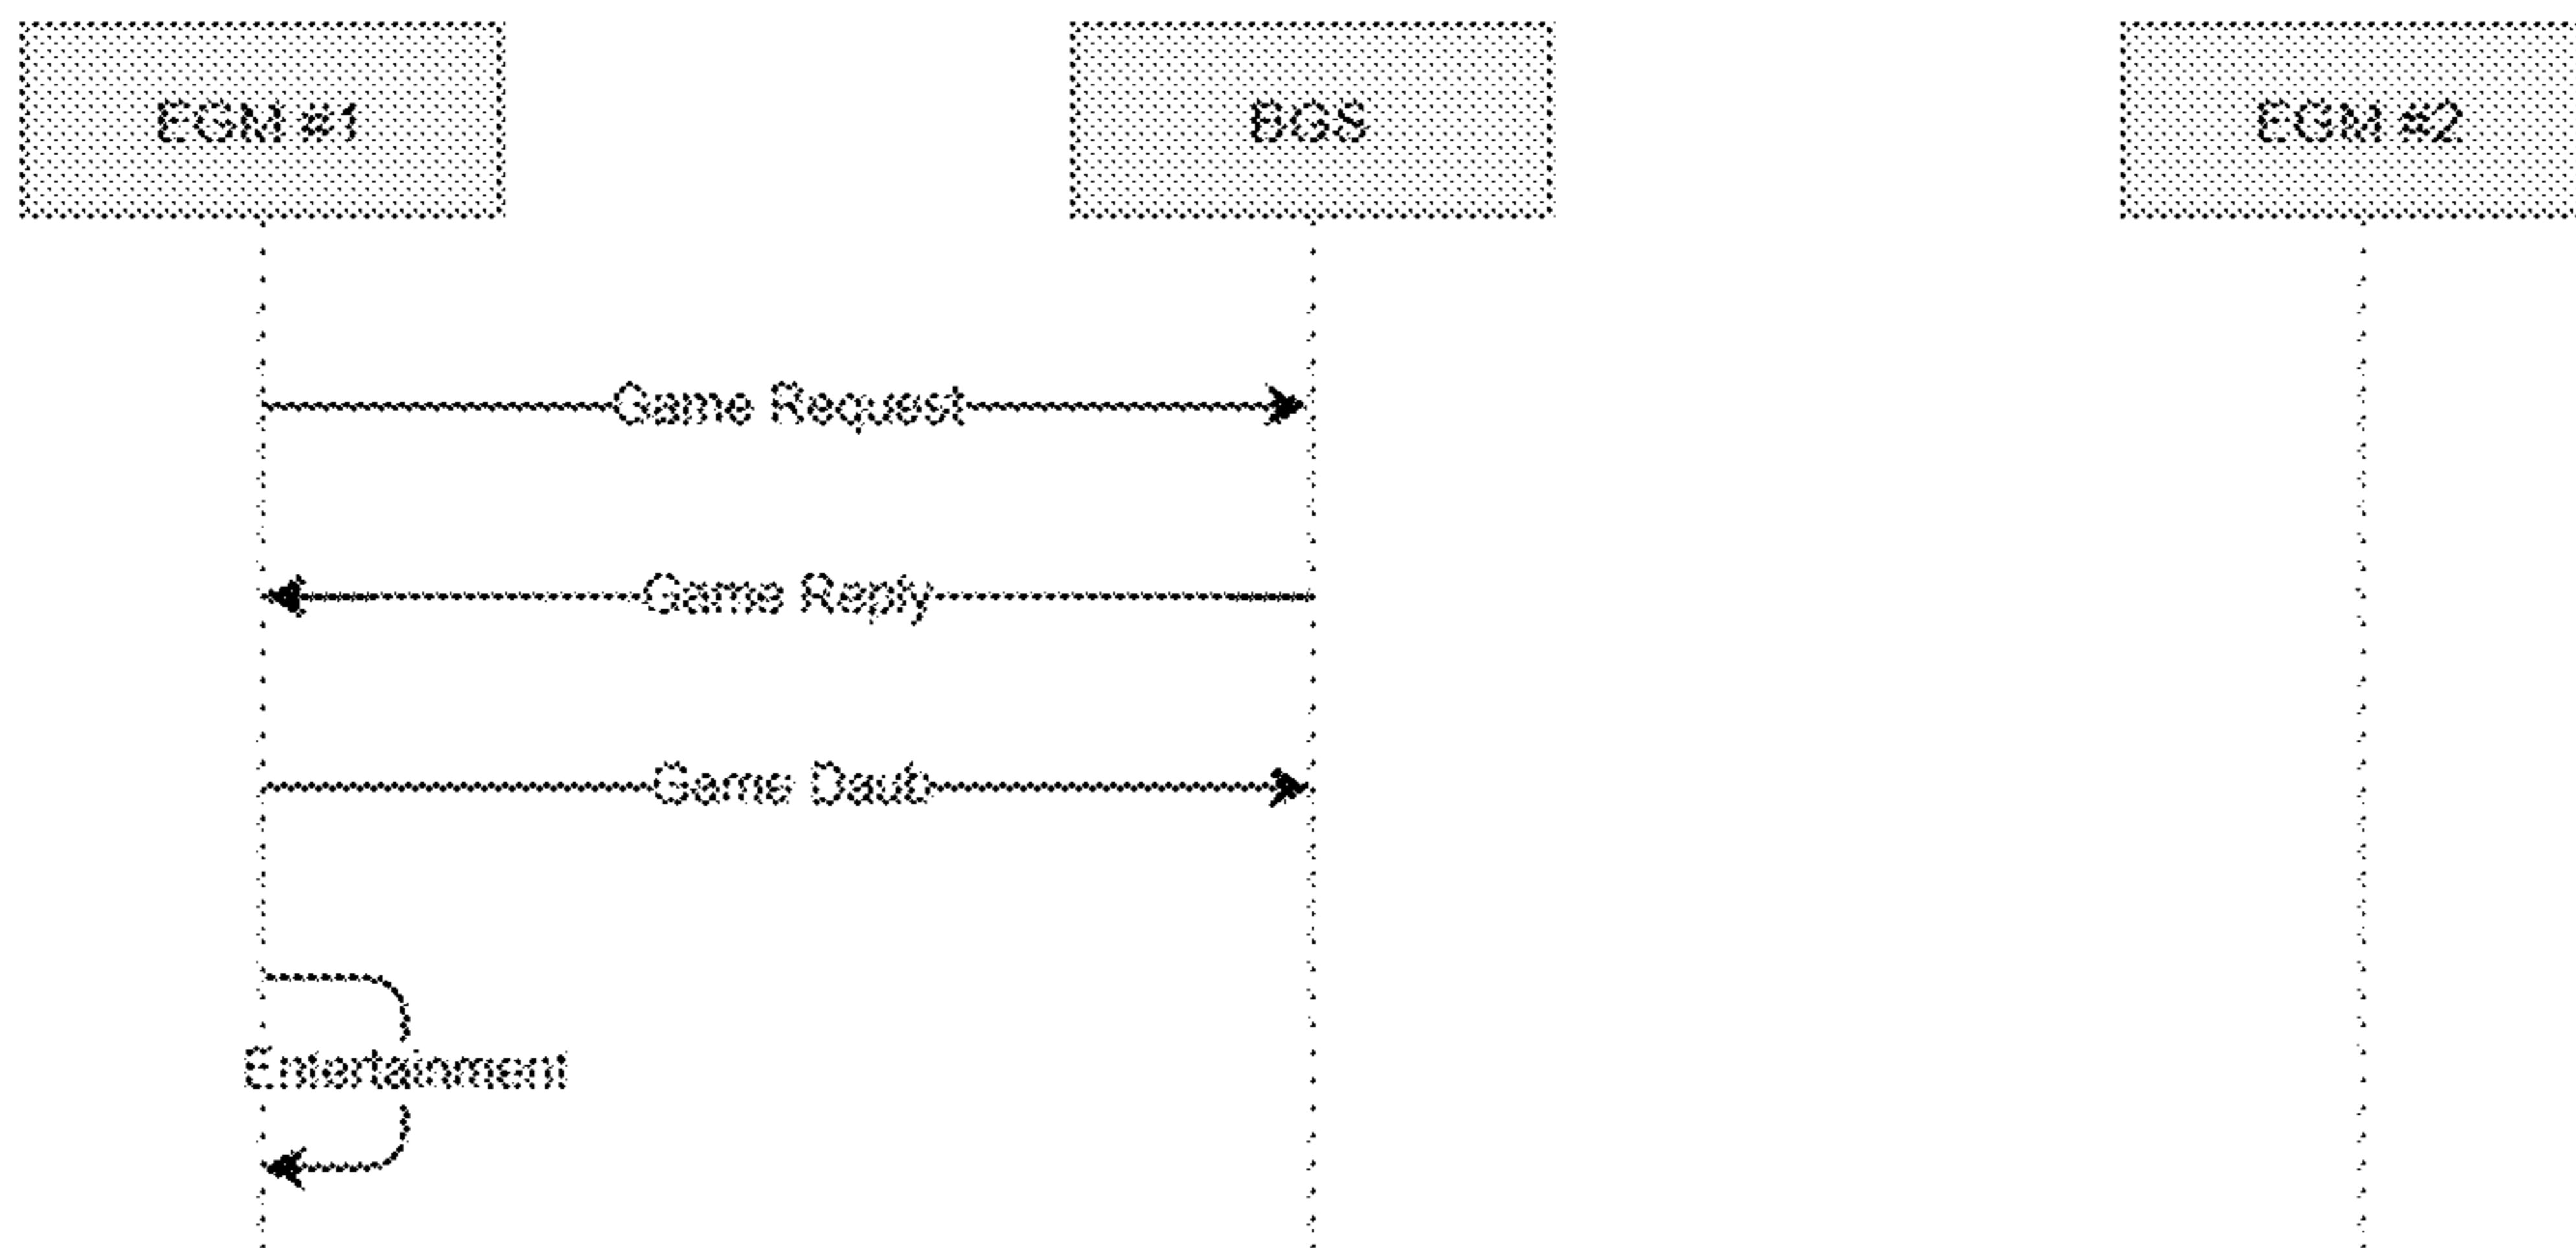 EGM #1
BGS
EGM #2
Game Request
Game Reply
Game Daub
Entertainment